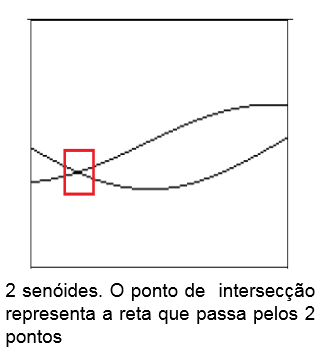 2 senóides. O ponto de intersecção
representa a reta que passa pelos 2
pontos